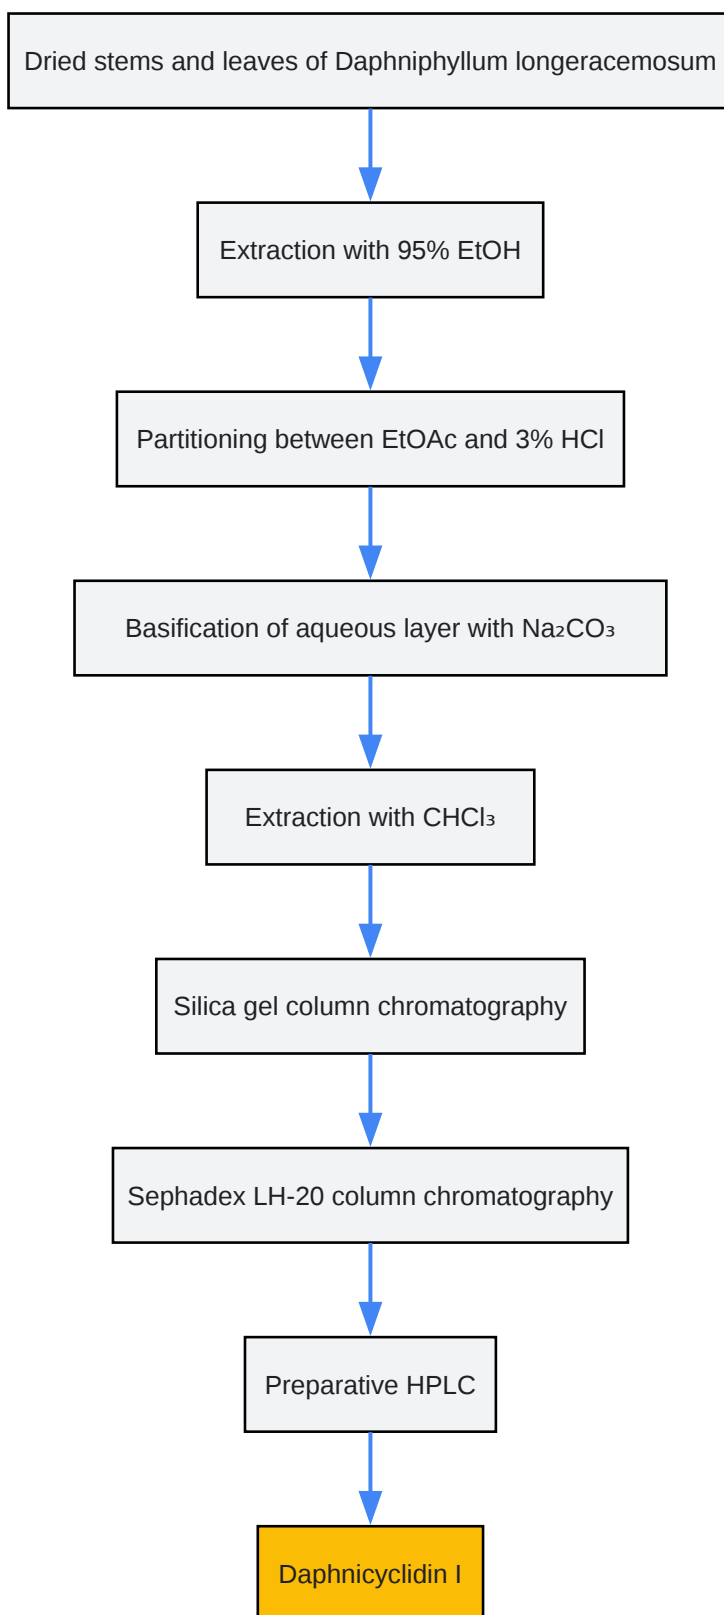 Dried stems and leaves of Daphniphyllum longeracemosum
Extraction with 95% EtOH
Partitioning between EtOAc and 3% HCl
Basification of aqueous layer with Na₂CO₃
Extraction with CHCl₃
Silica gel column chromatography
Sephadex LH-20 column chromatography
Preparative HPLC
Daphnicyclidin I